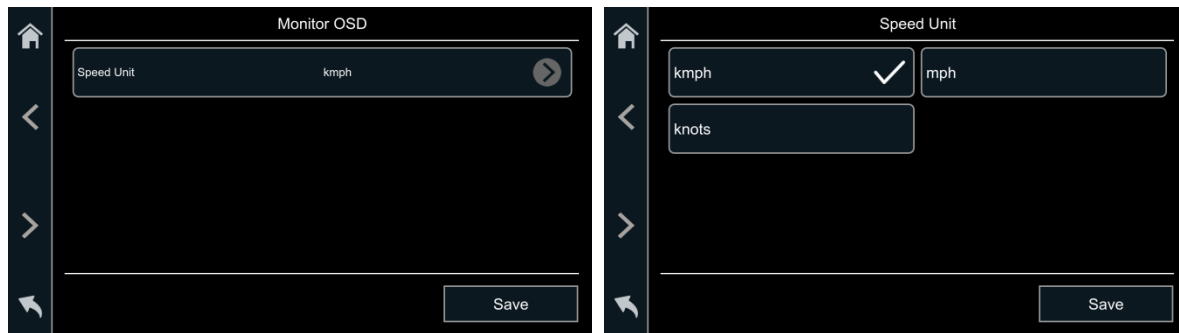 Monitor OSD
Speed Unit kmph
Save
Speed Unit
kmph mph
knots
Save